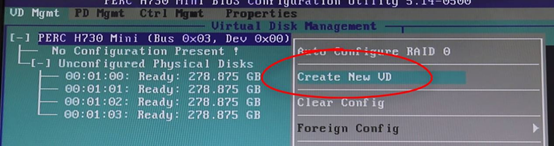 PERC H730 Mini BIOS Configuration Utility 5.14-0500
VD Mgmt PD Mgmt Ctrl Mgmt Properties
Virtual Disk Management
[-] PERC H730 Mini (Bus 0x03, Dev 0x00)
No Configuration Present !
[-] Unconfigured Physical Disks
00:01:00: Ready: 278.875 GB
00:01:01: Ready: 278.875 GB
00:01:02: Ready: 278.875 GB
00:01:03: Ready: 278.875 GB
Auto Configure RAID 0
Create New VD
Clear Config
Foreign Config